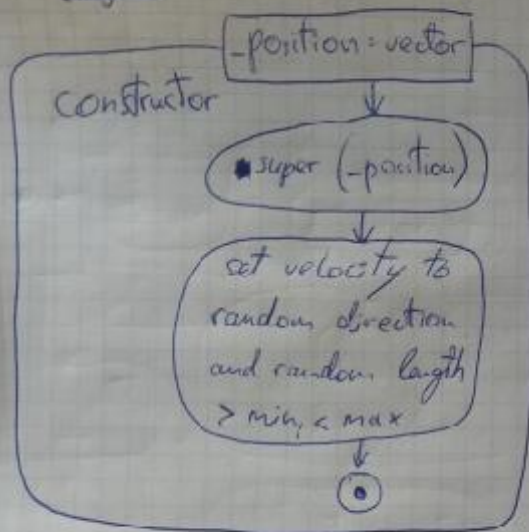 _position: vector
constructor
super (_position)
set velocity to
random direction
and random length
> min, < max